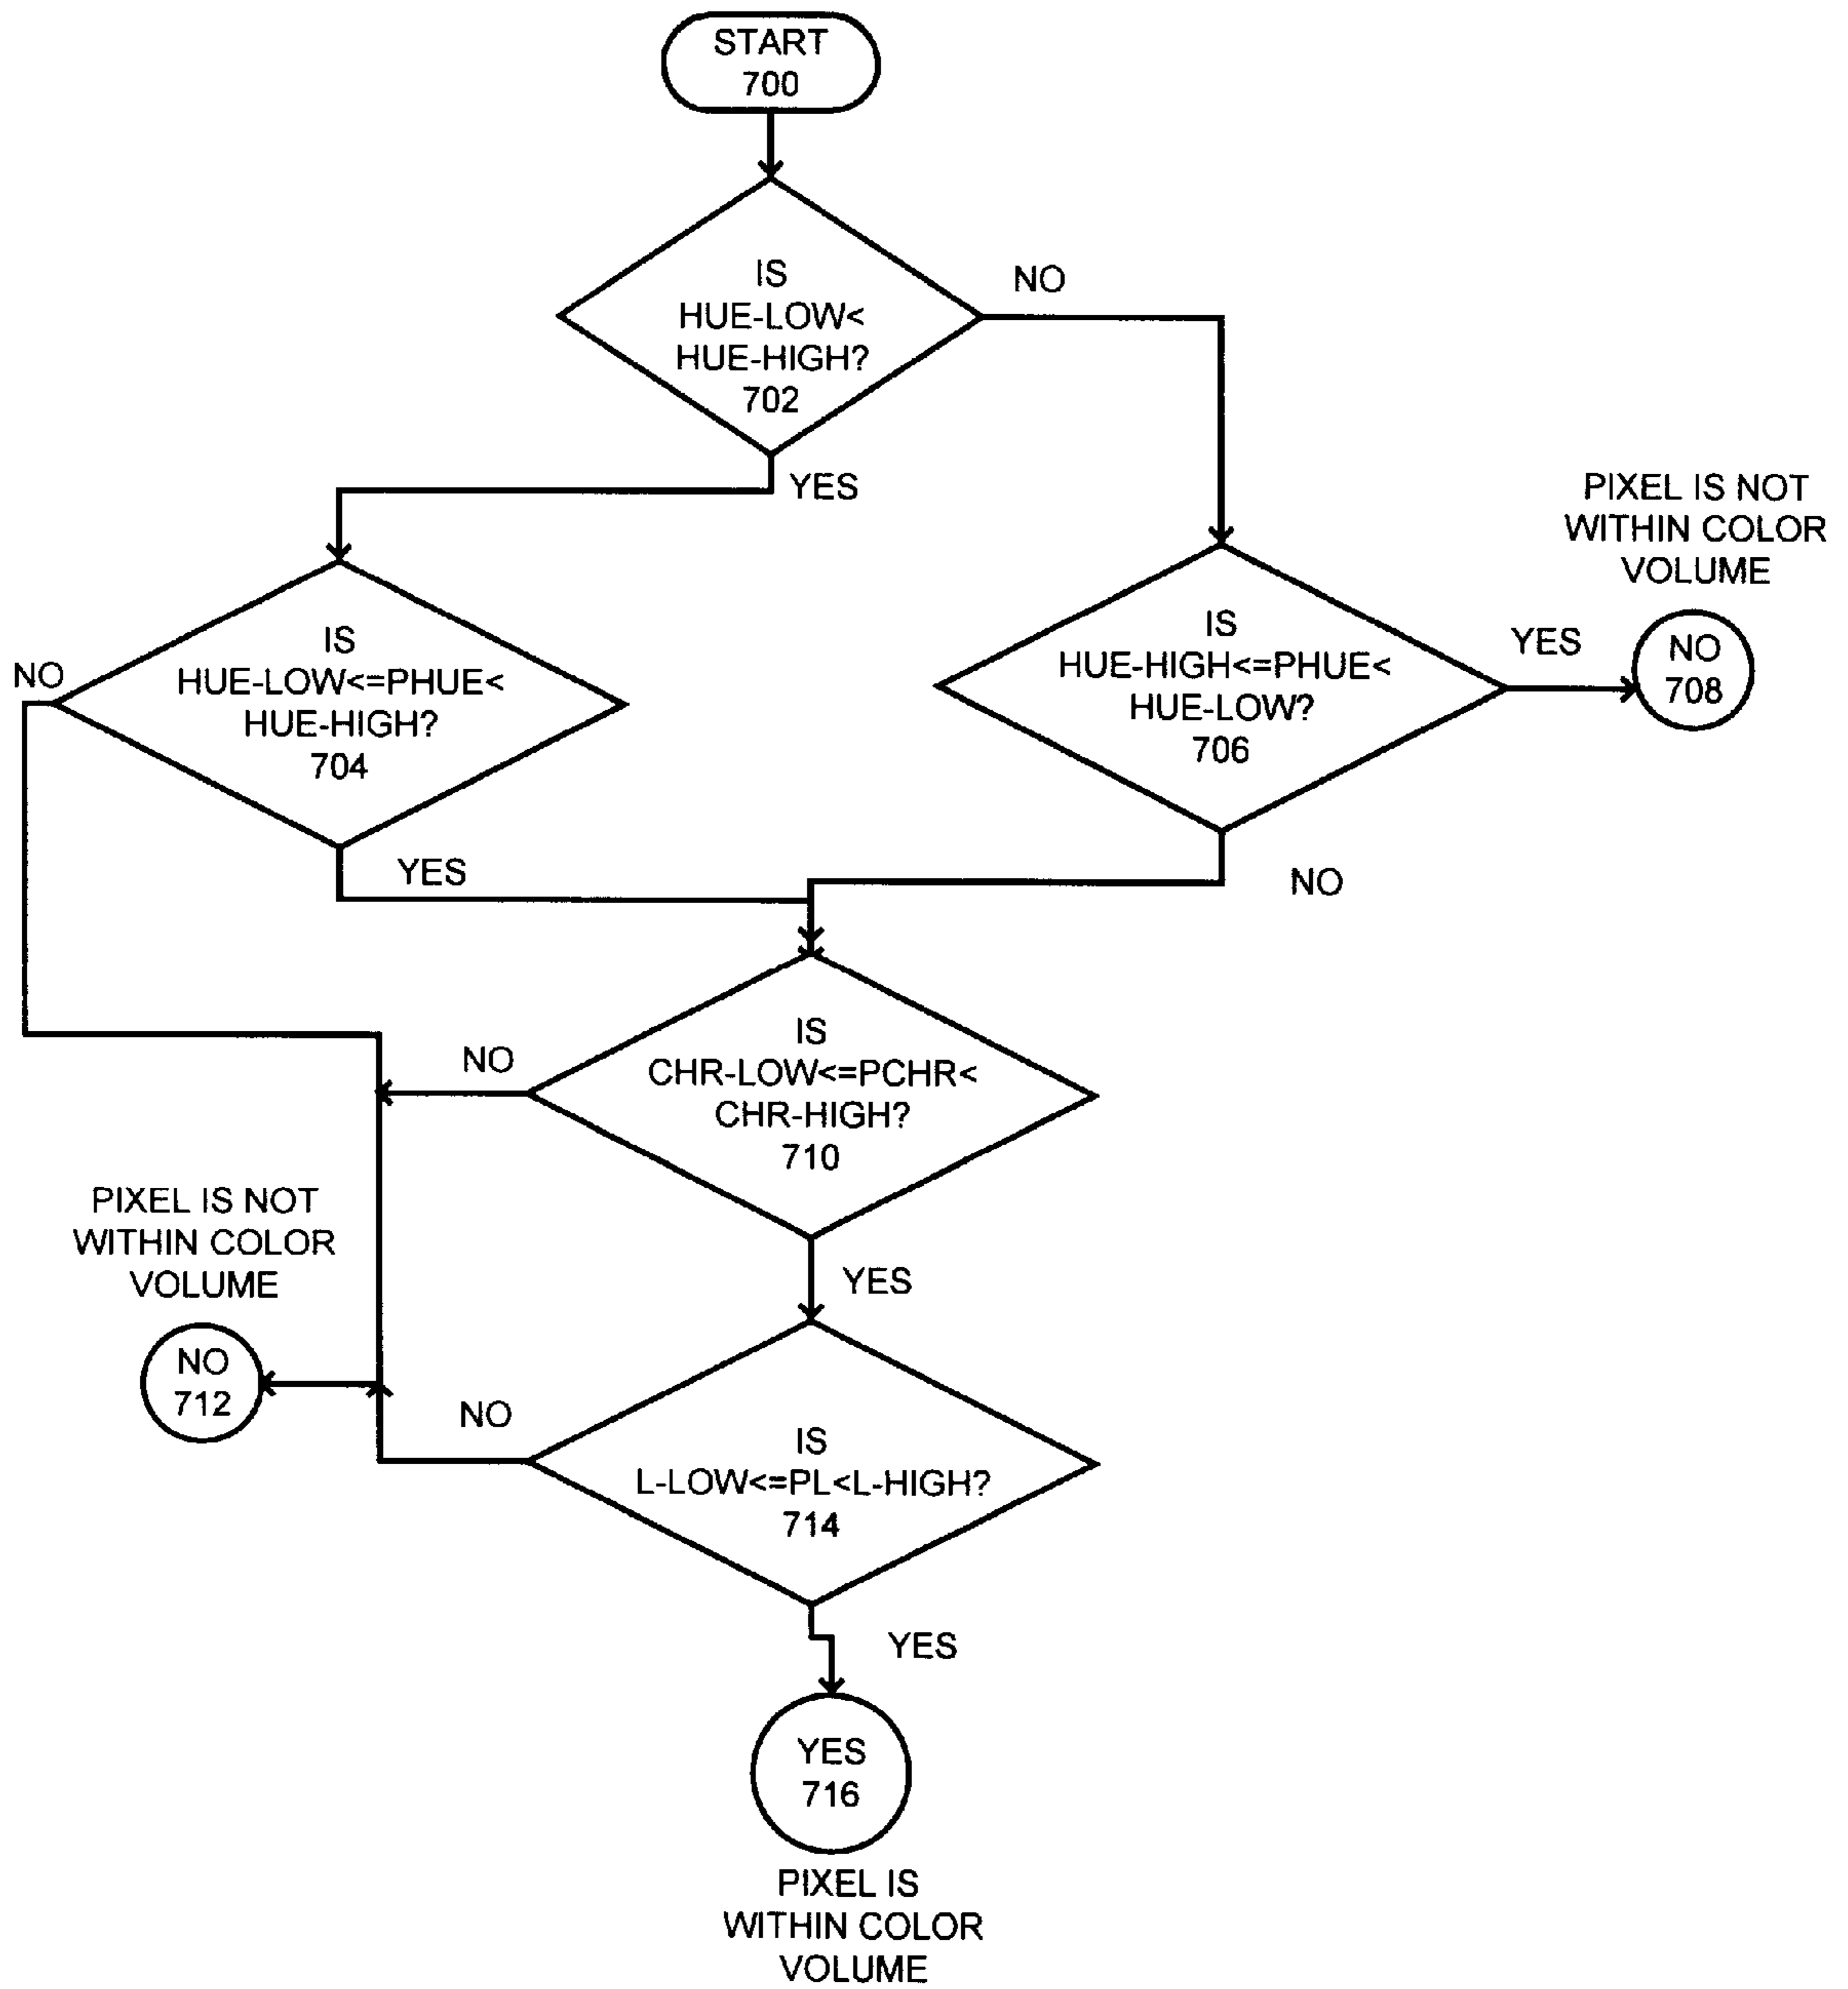 START
700
IS
HUE-LOW<
HUE-HIGH?
702
NO
YES
PIXEL IS NOT
WITHIN COLOR
VOLUME
IS
HUE-LOW<=PHUE<
HUE-HIGH?
704
NO
YES
IS
HUE-HIGH<=PHUE<
HUE-LOW?
706
YES
NO
708
NO
IS
CHR-LOW<=PCHR<
CHR-HIGH?
710
NO
YES
PIXEL IS NOT
WITHIN COLOR
VOLUME
NO
712
NO
IS
L-LOW<=PL<L-HIGH?
714
YES
YES
716
PIXEL IS
WITHIN COLOR
VOLUME